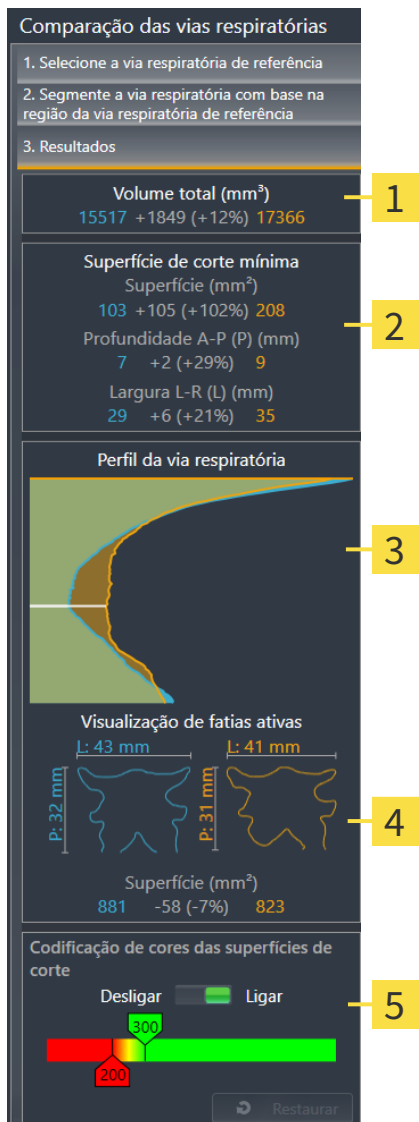 Comparação das vias respiratórias
1. Selecione a via respiratória de referência
2. Segmente a via respiratória com base na
região da via respiratória de referência
3. Resultados
Volume total (mm³)
15517 +1849 (+12%) 17366
1
Superfície de corte mínima
Superfície (mm²)
103 +105 (+102%) 208
Profundidade A-P (P) (mm)
7 +2 (+29%) 9
Largura L-R (L) (mm)
29 +6 (+21%) 35
2
Perfil da via respiratória
3
Visualização de fatias ativas
L: 43 mm L: 41 mm
P: 32 mm P: 31 mm
4
Superfície (mm²)
881 -58 (-7%) 823
Codificação de cores das superfícies de
corte
Desligar Ligar
5
300
200
Restaurar